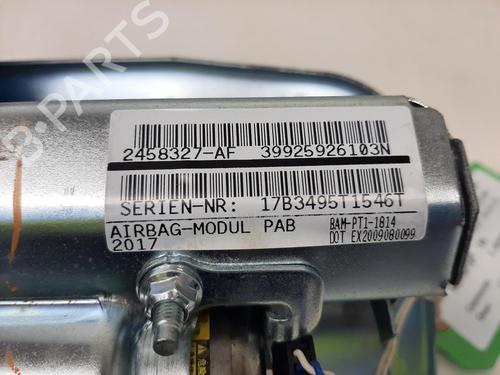 B-PARTS
2458327-AF 39925926103N
SERIEN-NR: 17B3495T1546T
AIRBAG-MODUL PAB BAM-PT1-1814
2017 DOT EX2009080099